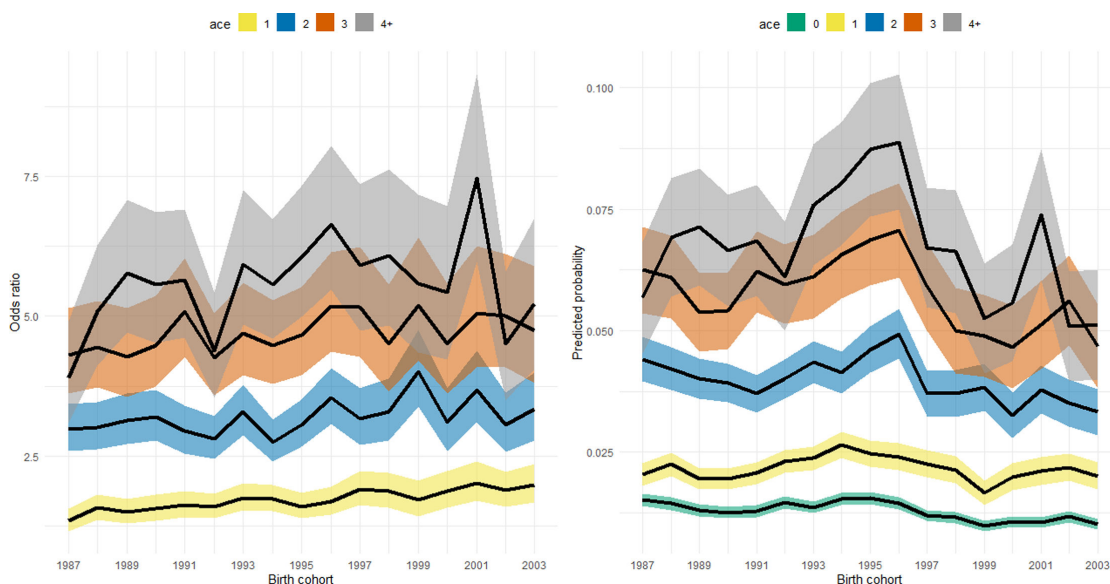 ace 1 2 3 4+
Odds ratio
7.5
5.0
2.5
1987 1989 1991 1993 1995 1997 1999 2001 2003
Birth cohort
ace 0 1 2 3 4+
Predicted probability
0.100
0.075
0.050
0.025
1987 1989 1991 1993 1995 1997 1999 2001 2003
Birth cohort